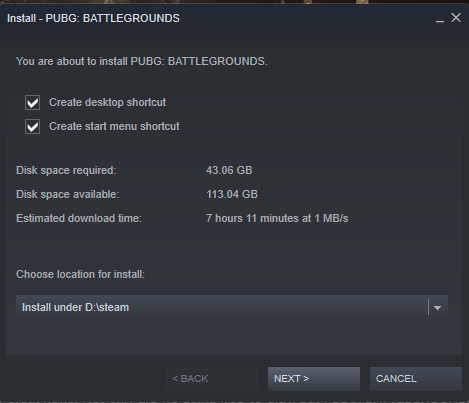 Install - PUBG: BATTLEGROUNDS
You are about to install PUBG: BATTLEGROUNDS.
Create desktop shortcut
Create start menu shortcut
Disk space required: 43.06 GB
Disk space available: 113.04 GB
Estimated download time: 7 hours 11 minutes at 1 MB/s
Choose location for install:
Install under D:\steam
< BACK NEXT > CANCEL